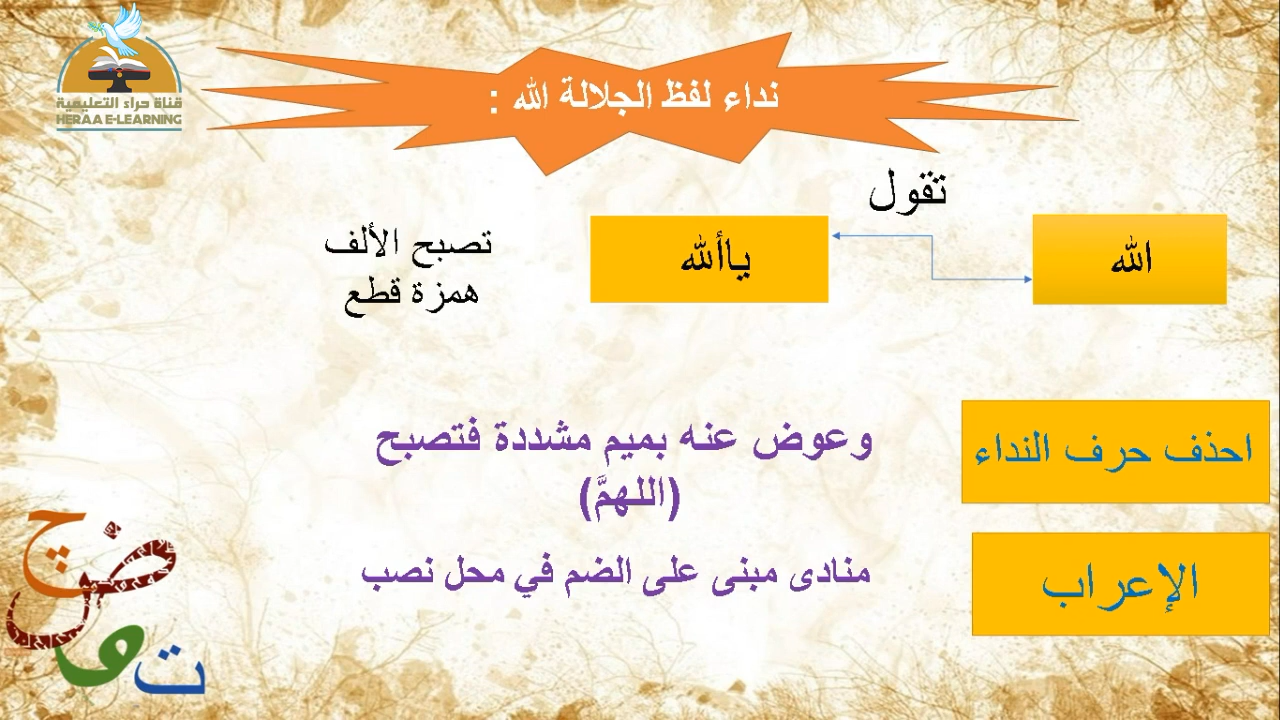 قناة حراء التعليمية
HERAA E-LEARNING
نداء لفظ الجلالة الله :
تقول
الله
ياألله
تصبح الألف
همزة قطع
احذف حرف النداء
وعوض عنه بميم مشددة فتصبح
(اللهمَّ)
الإعراب
منادى مبنى على الضم في محل نصب
ض
ج
و
ت